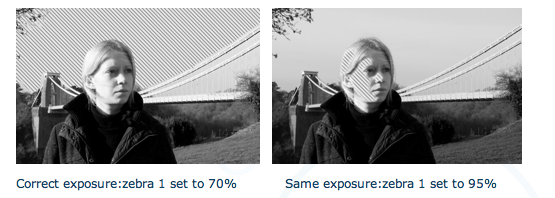 Correct exposure:zebra 1 set to 70%
Same exposure:zebra 1 set to 95%